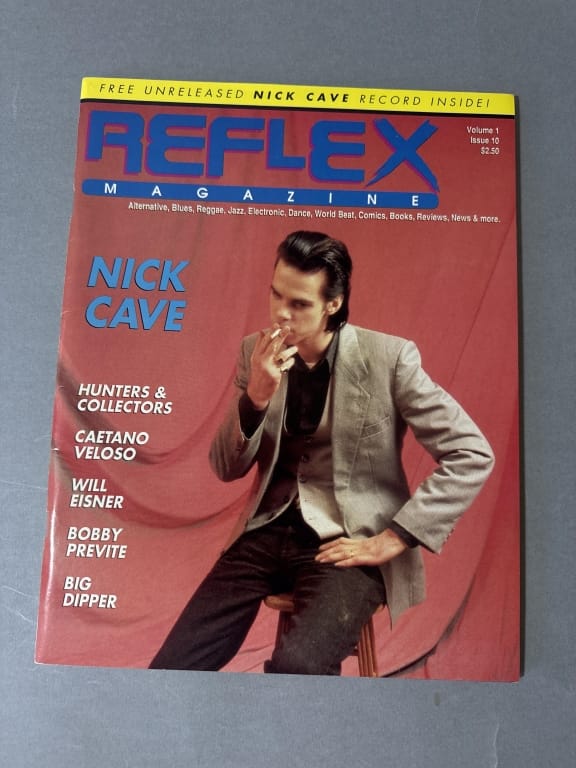 FREE UNRELEASED NICK CAVE RECORD INSIDE!
REFLEX
MAGAZINE
Volume 1
Issue 10
$2.50
Alternative, Blues, Reggae, Jazz, Electronic, Dance, World Beat, Comics, Books, Reviews, News & more.
NICK
CAVE
HUNTERS &
COLLECTORS
CAETANO
VELOSO
WILL
EISNER
BOBBY
PREVITE
BIG
DIPPER